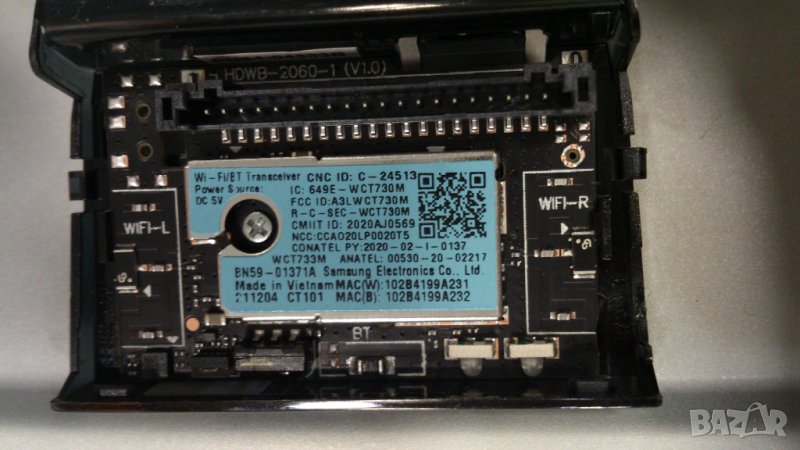 HDWB-2060-1 (V1.0)
Wi-Fi/BT Transceiver CNC ID: C-24513
Power Source: IC: 649E-WCT730M
DC 5V FCC ID:A3LWCT730M
R-C-SEC-WCT730M
CMIIT ID: 2020AJ0569
NCC:CCAO20LP0020T5
CONATEL PY:2020-02-I-0137
WCT733M ANATEL: 00530-20-02217
BN59-01371A Samsung Electronics Co., Ltd.
Made in Vietnam MAC(W):102B4199A231
211204 CT101 MAC(B): 102B4199A232
WIFI-L
WIFI-R
BT
BAZAR